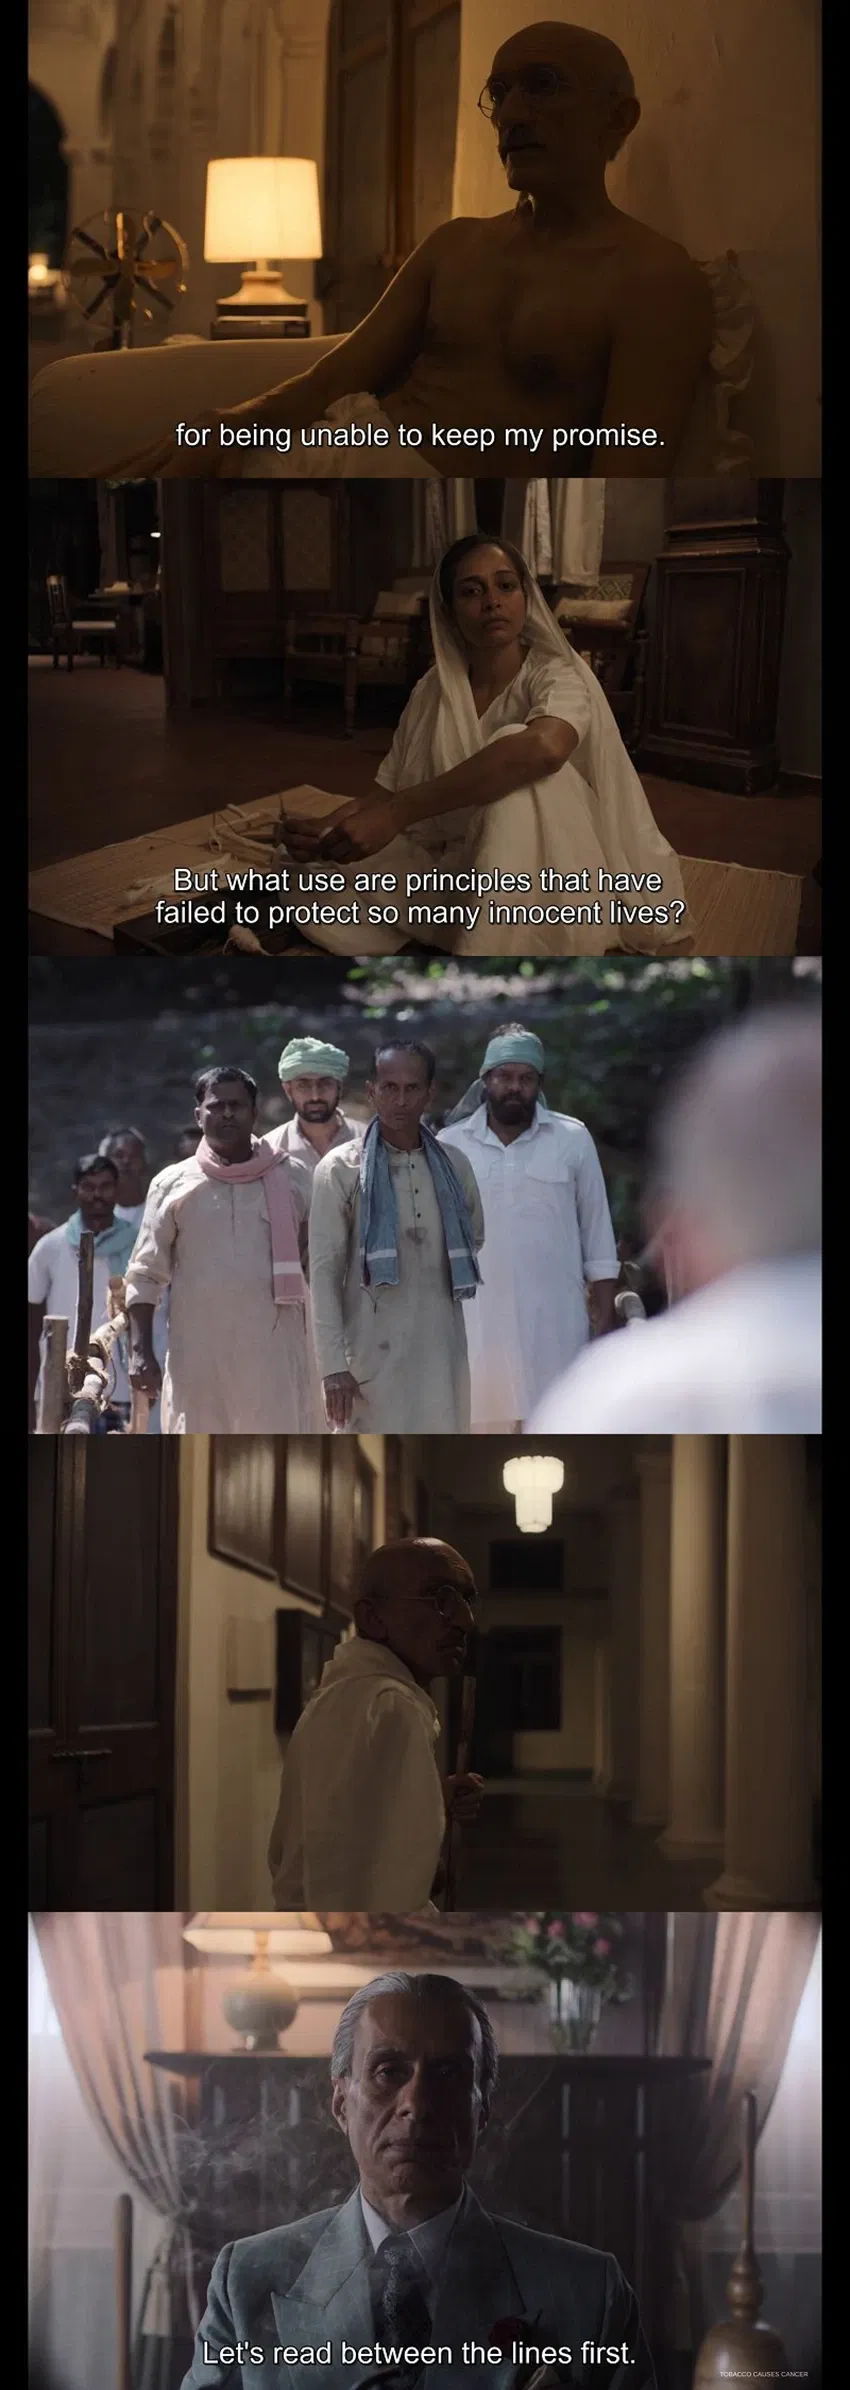 for being unable to keep my promise.
But what use are principles that have
failed to protect so many innocent lives?
Let's read between the lines first.
TOBACCO CAUSES CANCER